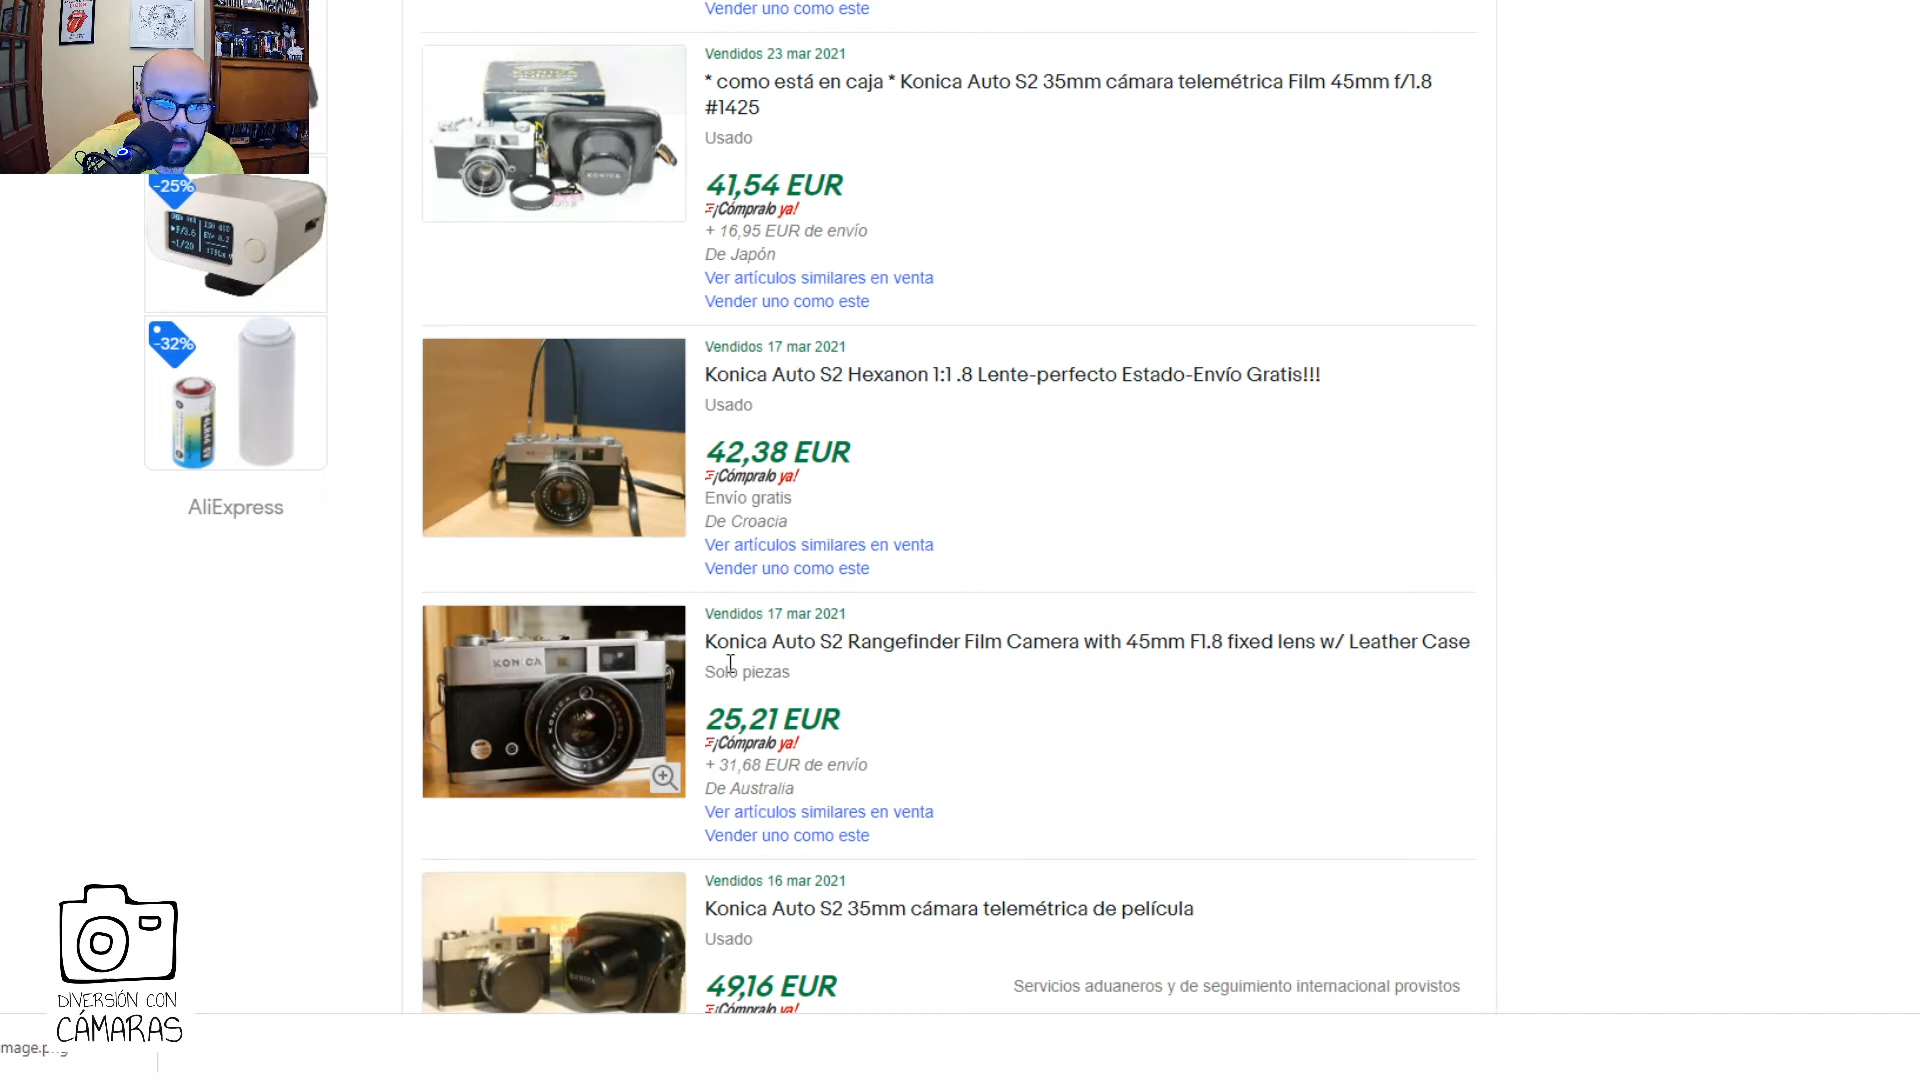 Vender uno como este
Vendidos 23 mar 2021
* como está en caja * Konica Auto S2 35mm cámara telemétrica Film 45mm f/1.8
#1425
Usado
41,54 EUR
¡Cómpralo ya!
+ 16,95 EUR de envío
De Japón
Ver artículos similares en venta
Vender uno como este
-25%
-32%
AliExpress
Vendidos 17 mar 2021
Konica Auto S2 Hexanon 1:1 .8 Lente-perfecto Estado-Envío Gratis!!!
Usado
42,38 EUR
¡Cómpralo ya!
Envío gratis
De Croacia
Ver artículos similares en venta
Vender uno como este
KONICA
Vendidos 17 mar 2021
Konica Auto S2 Rangefinder Film Camera with 45mm F1.8 fixed lens w/ Leather Case
Solo piezas
25,21 EUR
¡Cómpralo ya!
+ 31,68 EUR de envío
De Australia
Ver artículos similares en venta
Vender uno como este
Vendidos 16 mar 2021
Konica Auto S2 35mm cámara telemétrica de película
Usado
49,16 EUR
Servicios aduaneros y de seguimiento internacional provistos
¡Cómpralo ya!
DIVERSIÓN CON
CÁMARAS